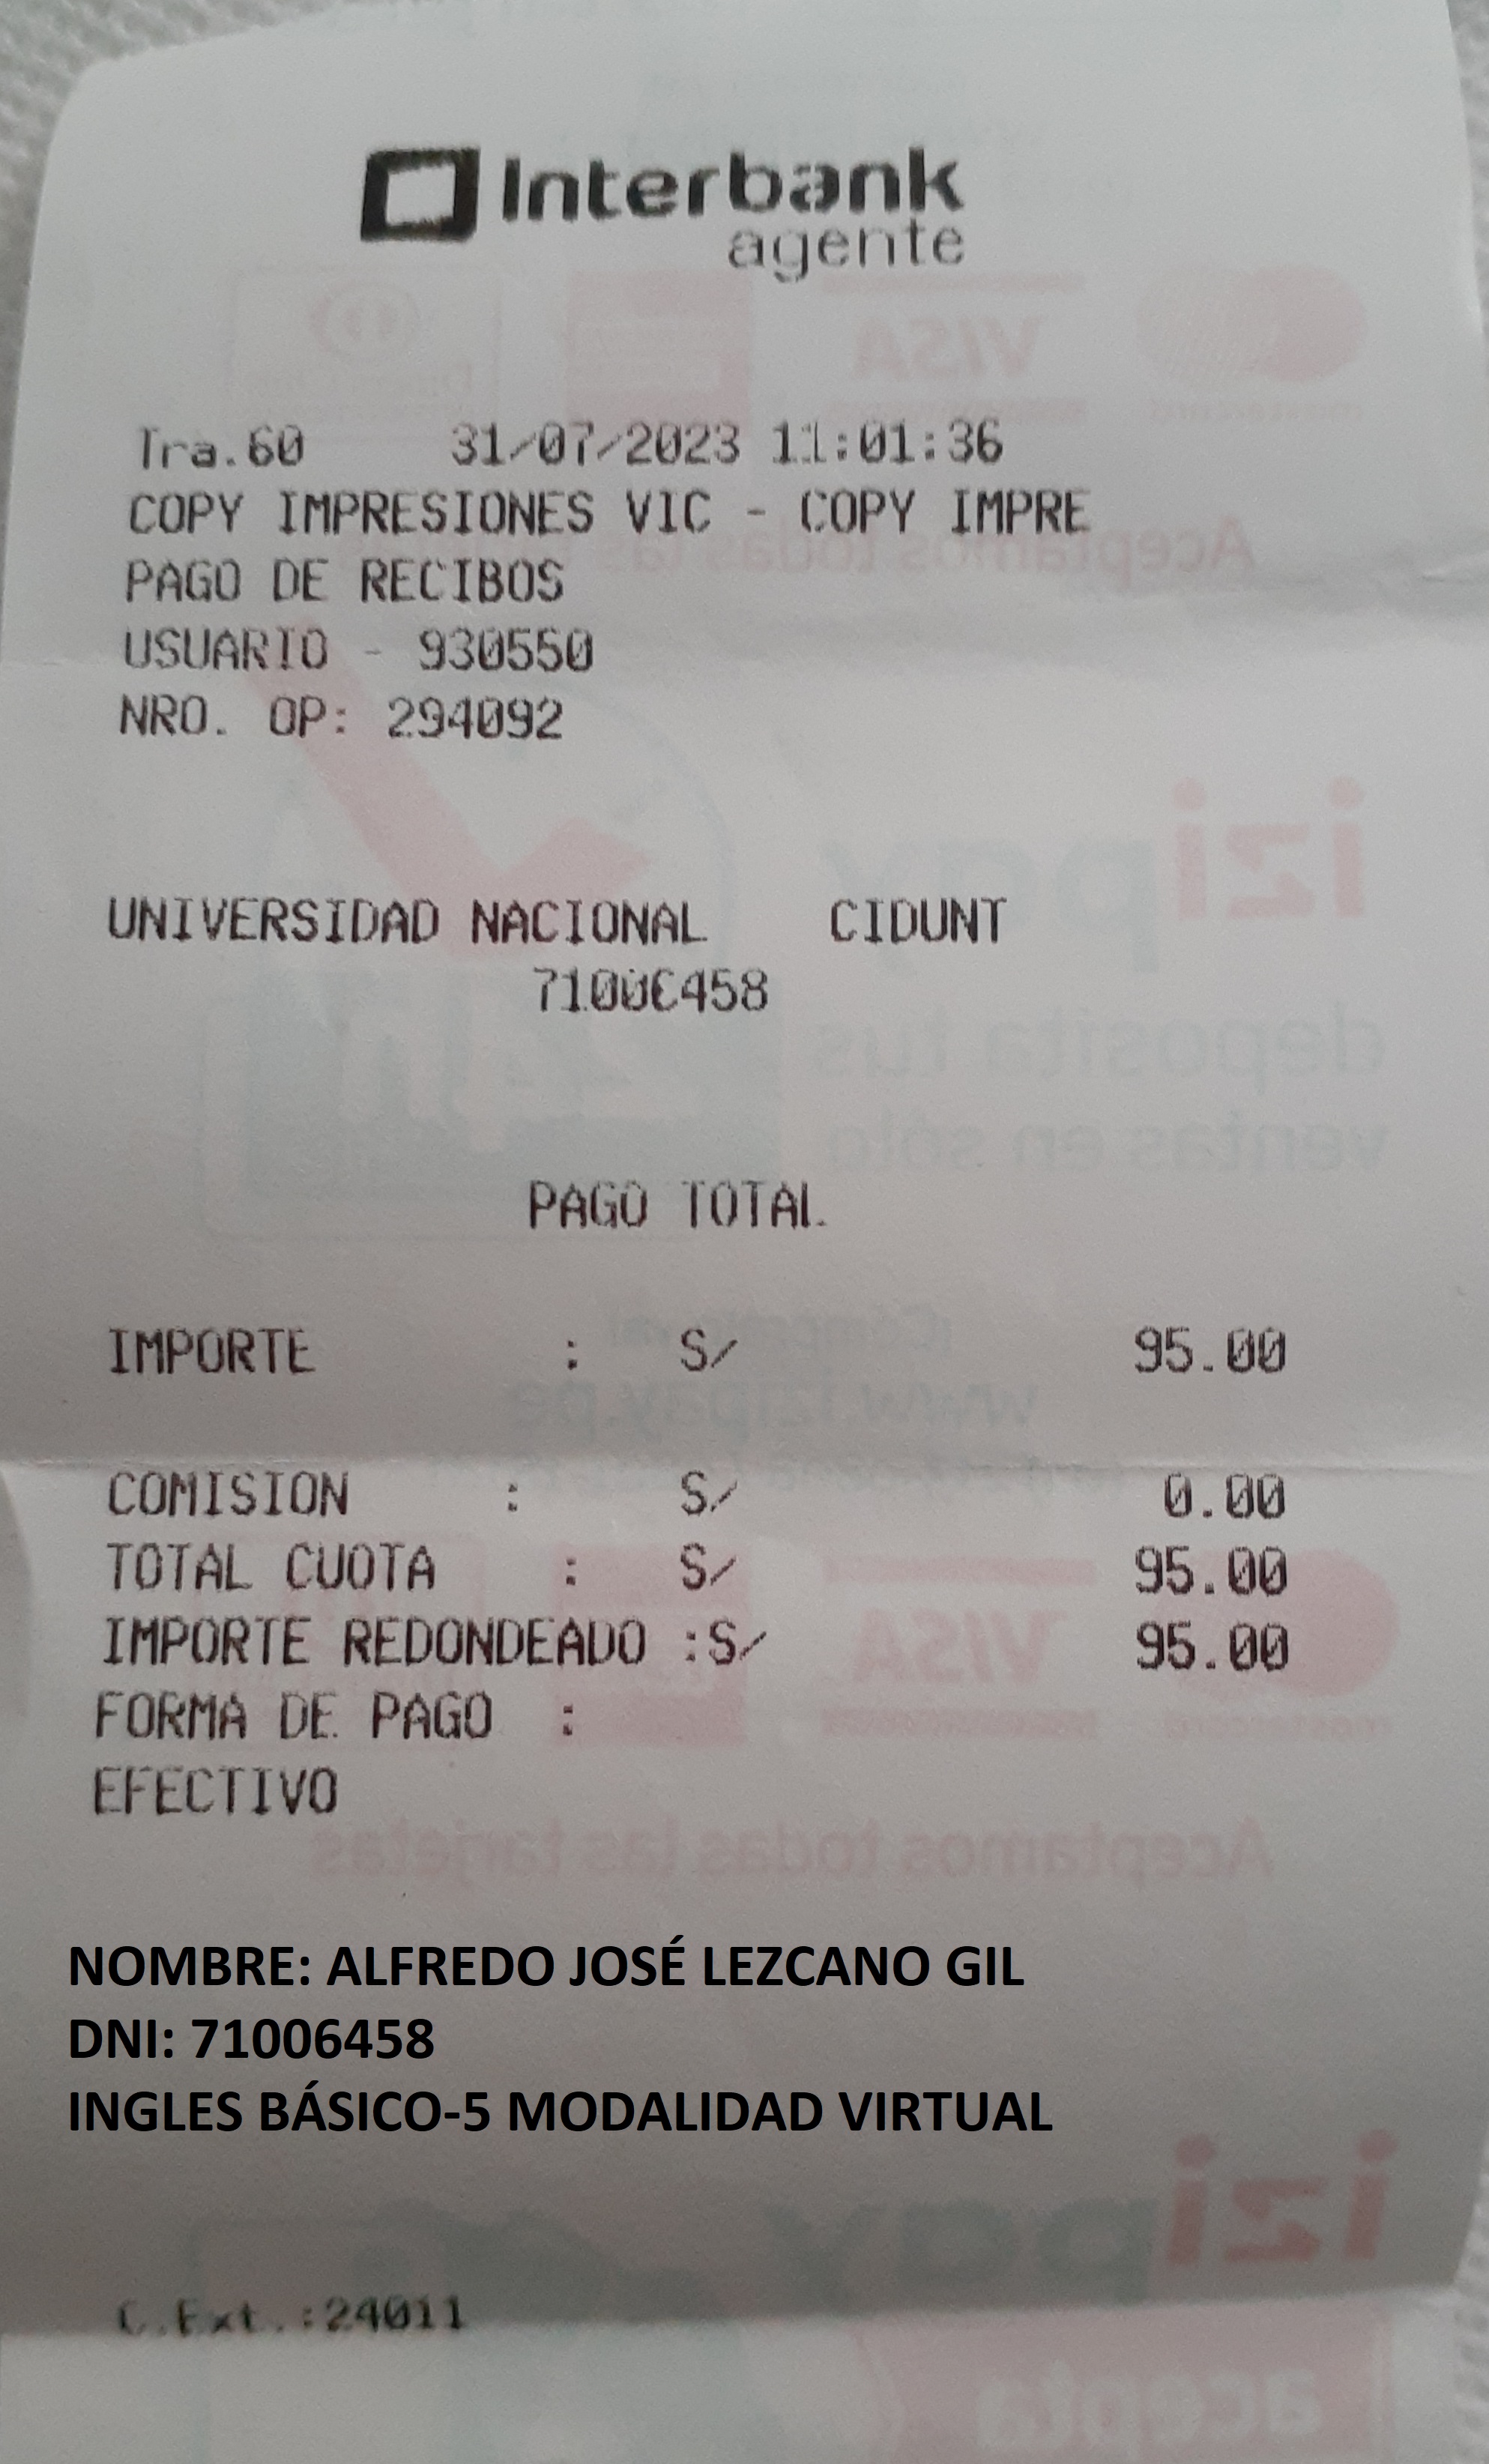 Interbank
agente
Tra.60 31/07/2023 11:01:36
COPY IMPRESIONES VIC - COPY IMPRE
PAGO DE RECIBOS
USUARIO - 930550
NRO. OP: 294092
UNIVERSIDAD NACIONAL CIDUNT
71006458
PAGO TOTAL
IMPORTE : S/ 95.00
COMISION : S/ 0.00
TOTAL CUOTA : S/ 95.00
IMPORTE REDONDEADO :S/ 95.00
FORMA DE PAGO :
EFECTIVO
NOMBRE: ALFREDO JOSÉ LEZCANO GIL
DNI: 71006458
INGLES BÁSICO-5 MODALIDAD VIRTUAL
C.Ext.:24011